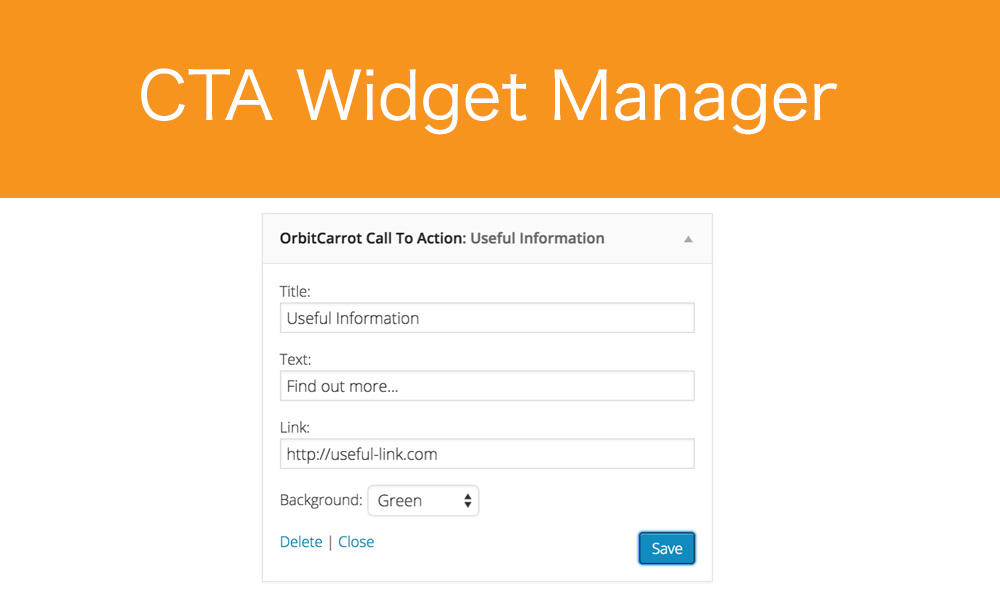 CTA Widget Manager
OrbitCarrot Call To Action: Useful Information
Title:
Useful Information
Text:
Find out more...
Link:
http://useful-link.com
Background: Green
Delete | Close
Save